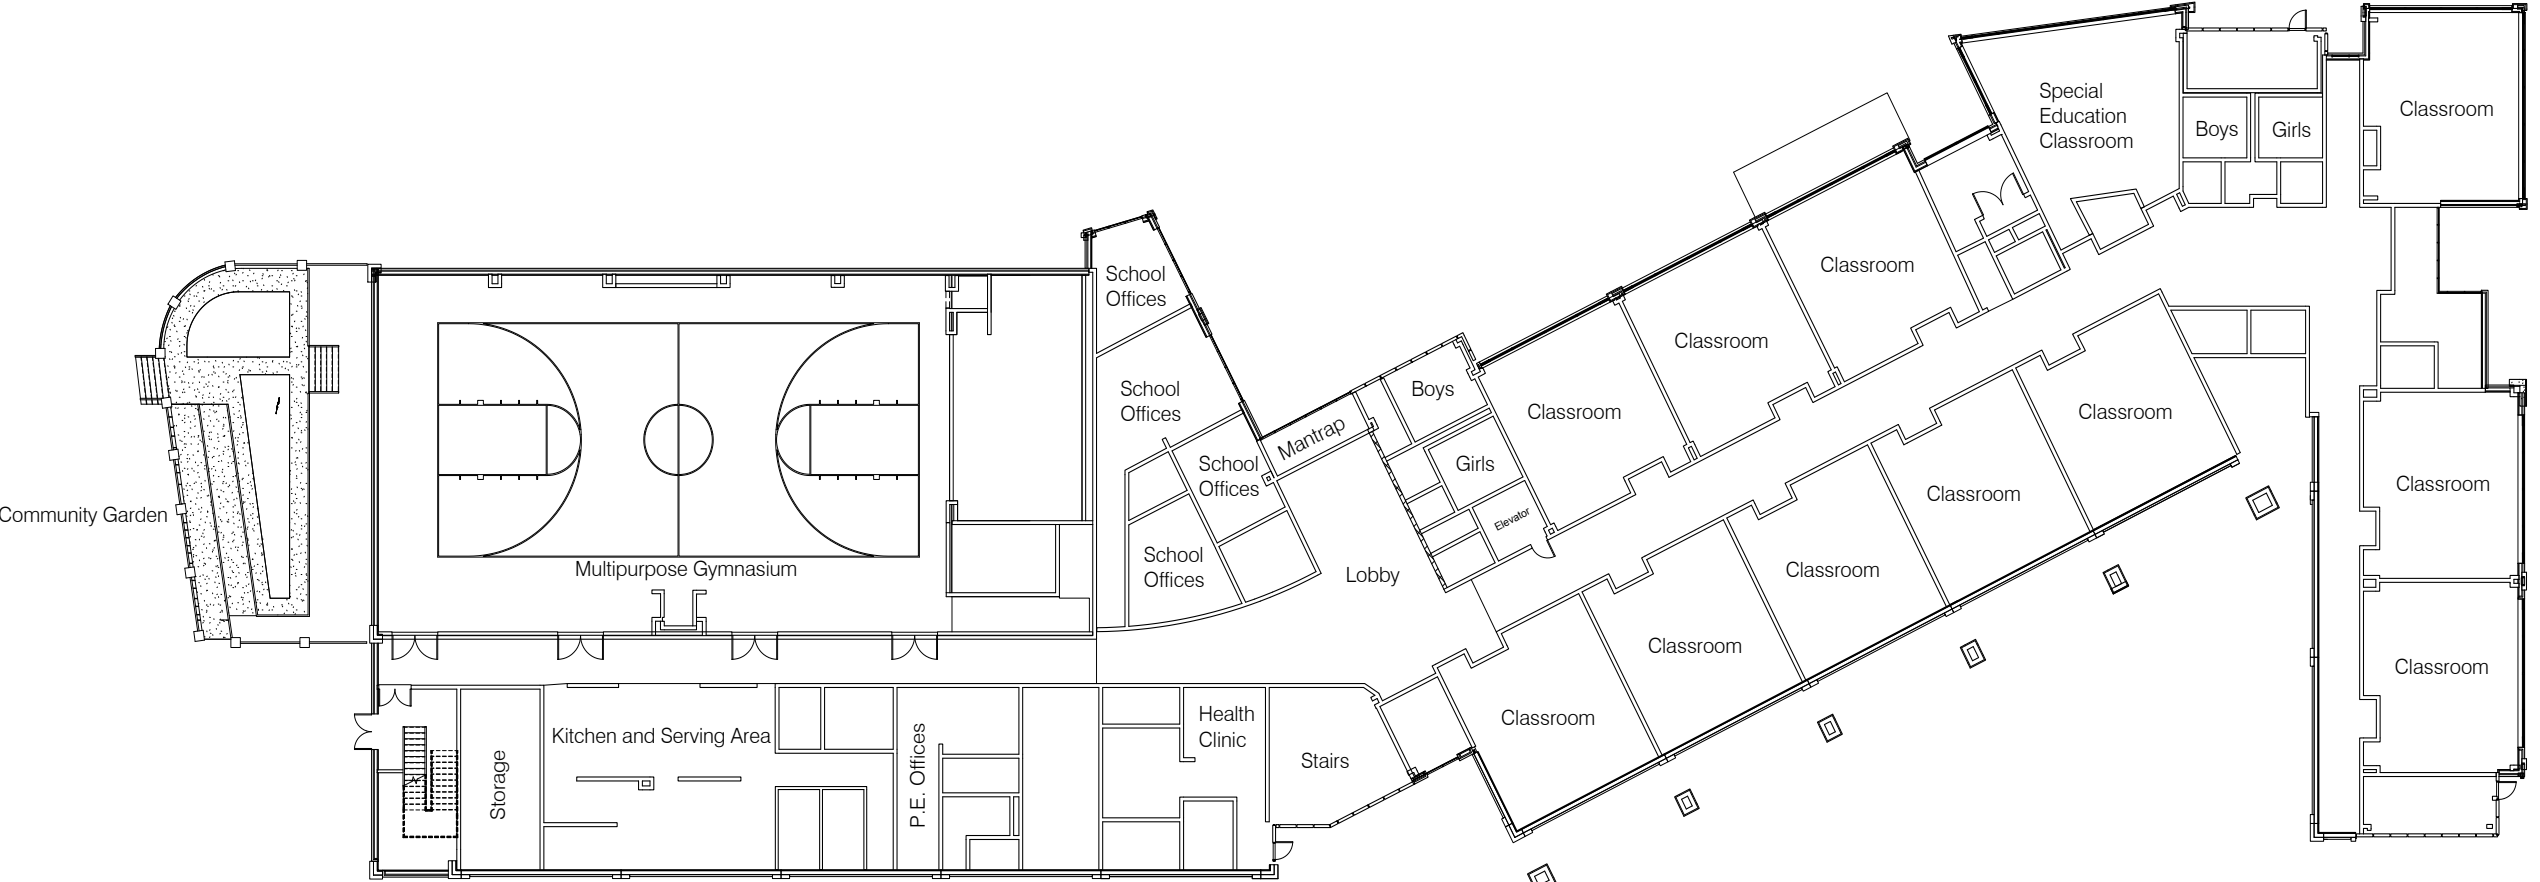 Community Garden
Multipurpose Gymnasium
School
Offices
School
Offices
School
Offices
School
Offices
Mantrap
Lobby
Boys
Girls
Elevator
Classroom
Classroom
Classroom
Special
Education
Classroom
Boys
Girls
Classroom
Classroom
Classroom
Classroom
Classroom
Classroom
Classroom
Classroom
Storage
Kitchen and Serving Area
P.E. Offices
Health
Clinic
Stairs